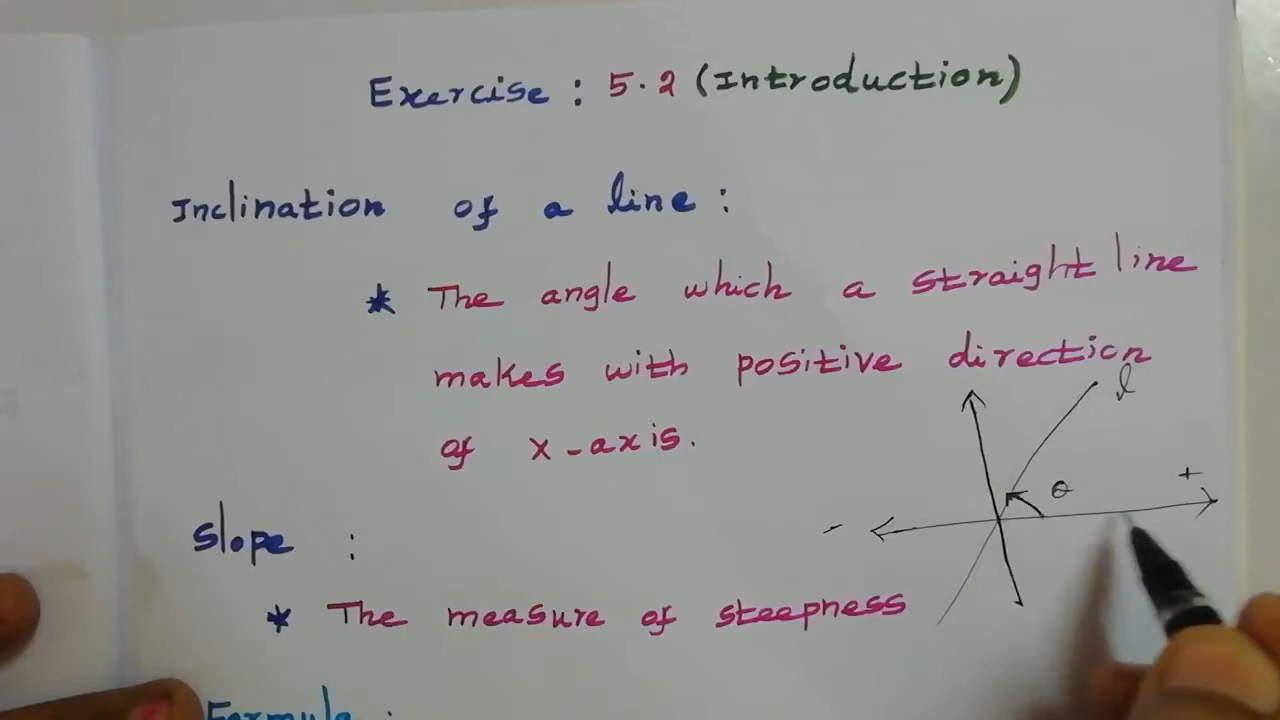 Exercise : 5.2 (Introduction)
Inclination of a line :
* The angle which a straight line
makes with positive direction
of x-axis.
l
+
θ
-
Slope :
* The measure of steepness
Formula :